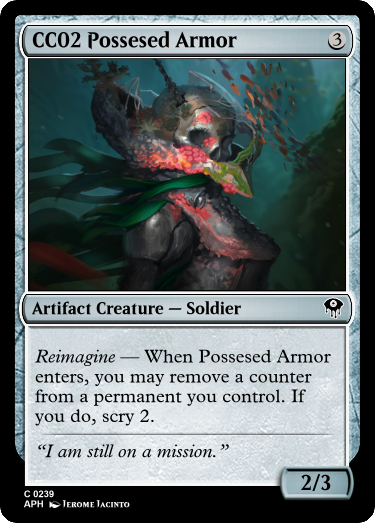 CC02 Possesed Armor 3
Artifact Creature — Soldier
Reimagine — When Possesed Armor
enters, you may remove a counter
from a permanent you control. If
you do, scry 2.
“I am still on a mission.”
2/3
C 0239
APH Jerome Jacinto